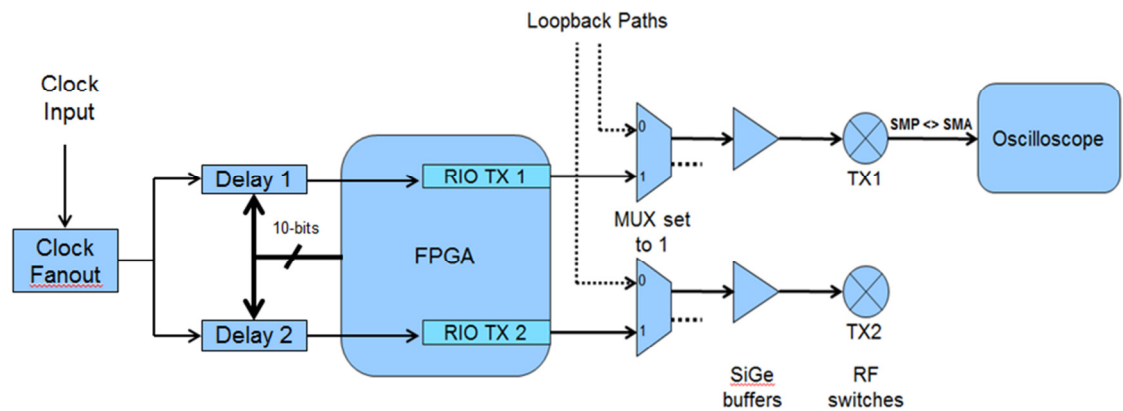 Loopback Paths
Clock
Input
Clock
Fanout
Delay 1
Delay 2
10-bits
FPGA
RIO TX 1
RIO TX 2
0
1
MUX set
to 1
0
1
TX1
SMP <> SMA
Oscilloscope
TX2
SiGe
buffers
RF
switches